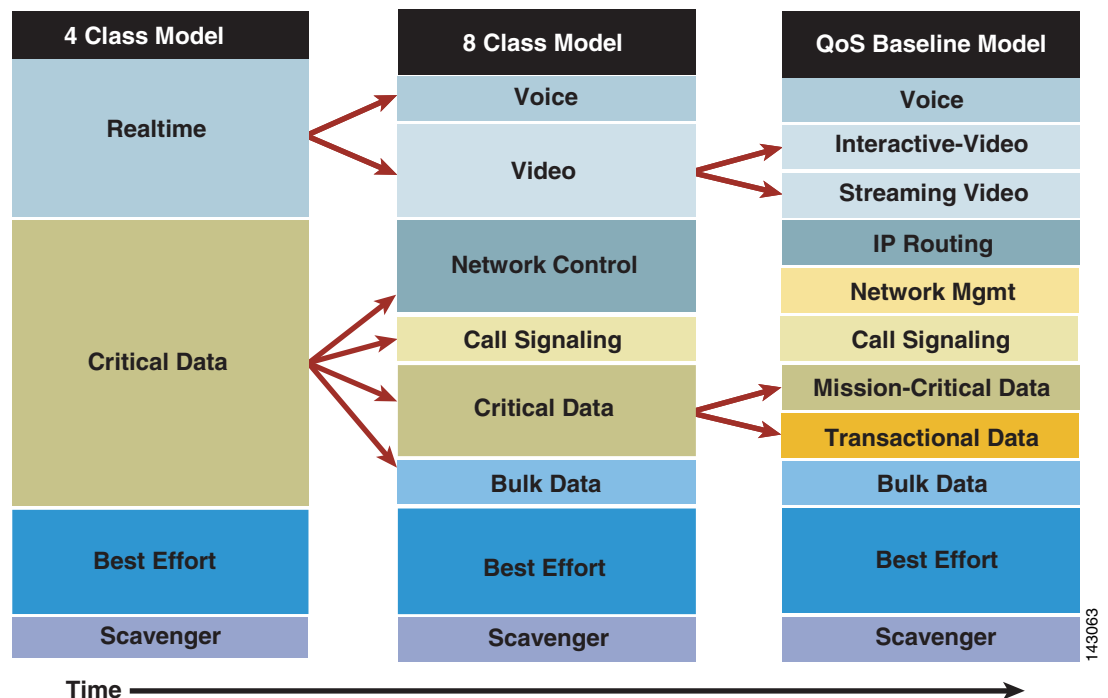 4 Class Model
Realtime
Critical Data
Best Effort
Scavenger
8 Class Model
Voice
Video
Network Control
Call Signaling
Critical Data
Bulk Data
Best Effort
Scavenger
QoS Baseline Model
Voice
Interactive-Video
Streaming Video
IP Routing
Network Mgmt
Call Signaling
Mission-Critical Data
Transactional Data
Bulk Data
Best Effort
Scavenger
Time
143063